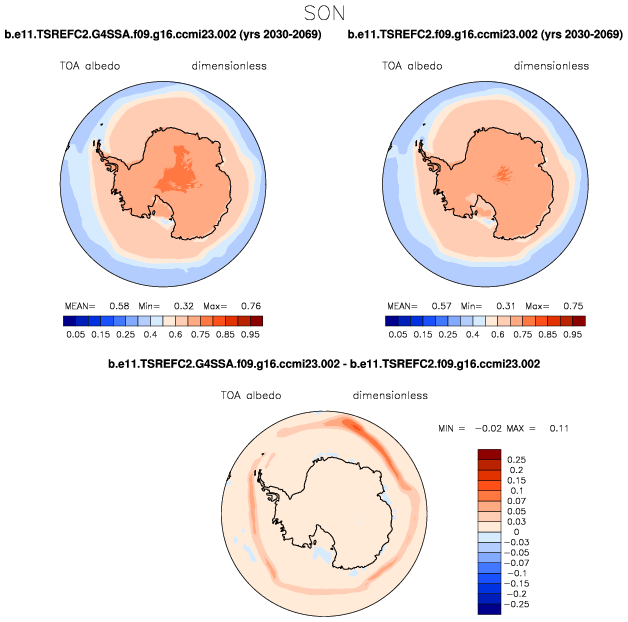 SON
b.e11.TSREFC2.G4SSA.f09.g16.ccmi23.002 (yrs 2030-2069)
b.e11.TSREFC2.f09.g16.ccmi23.002 (yrs 2030-2069)
TOA albedo dimensionless
TOA albedo dimensionless
MEAN= 0.58 Min= 0.32 Max= 0.76
MEAN= 0.57 Min= 0.31 Max= 0.75
0.05 0.15 0.25 0.4 0.6 0.75 0.85 0.95
0.05 0.15 0.25 0.4 0.6 0.75 0.85 0.95
b.e11.TSREFC2.G4SSA.f09.g16.ccmi23.002 - b.e11.TSREFC2.f09.g16.ccmi23.002
TOA albedo dimensionless
MIN = -0.02 MAX = 0.11
0.25
0.2
0.15
0.1
0.07
0.05
0.03
0
-0.03
-0.05
-0.07
-0.1
-0.15
-0.2
-0.25